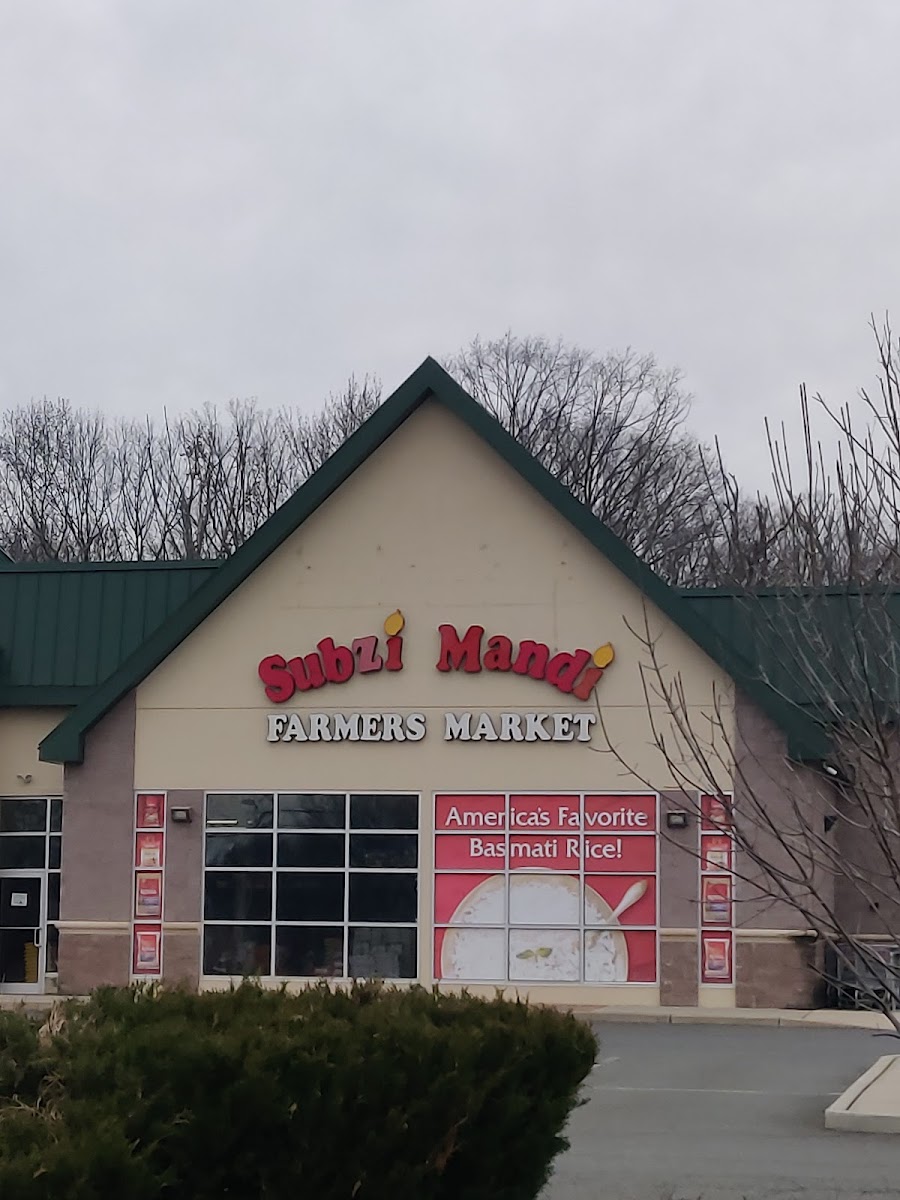 Subzi Mandi
FARMERS MARKET
America's Favorite
Basmati Rice!